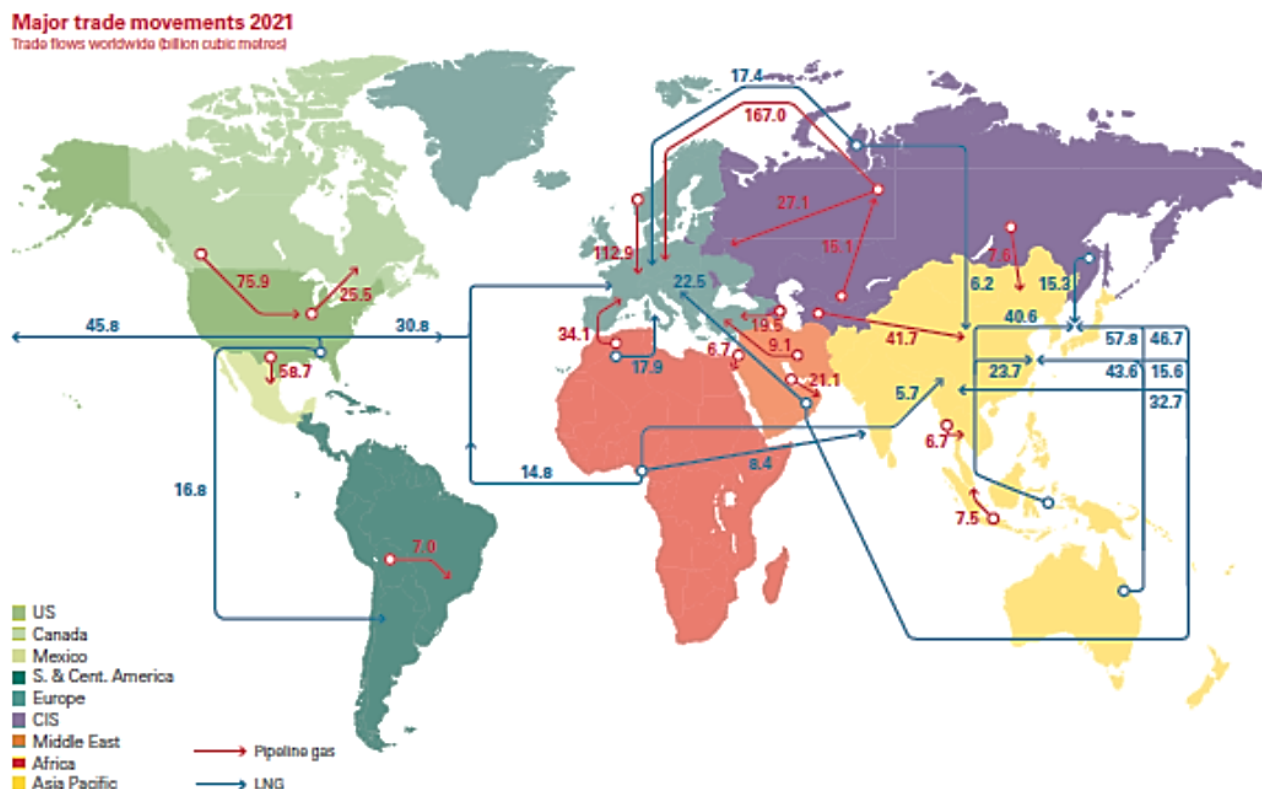 Major trade movements 2021
Trade flows worldwide (billion cubic metres)
17.4
167.0
27.1
15.1
7.6
112.9
22.5
6.2
15.3
75.9
25.5
45.8
30.8
40.6
57.8
46.7
34.1
19.5
41.7
9.1
6.7
58.7
17.9
21.1
23.7
43.6
15.6
5.7
32.7
6.7
16.8
14.8
8.4
7.5
7.0
US
Canada
Mexico
S. & Cent. America
Europe
CIS
Middle East
Africa
Asia Pacific
Pipeline gas
LNG